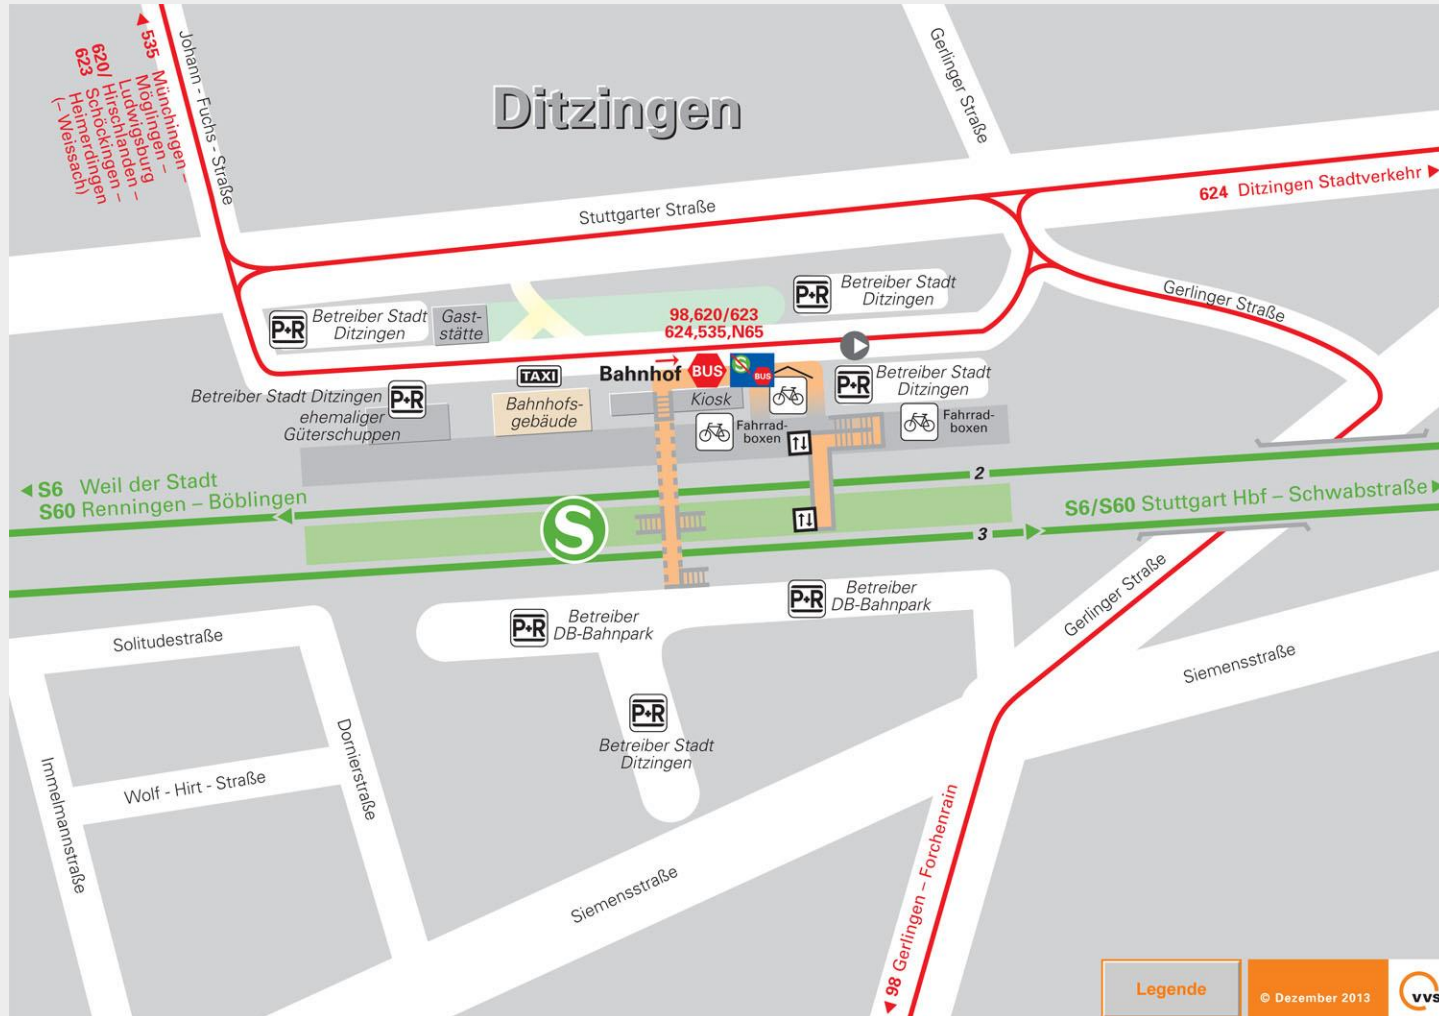 Ditzingen
535 Münchingen –
Möglingen –
Ludwigsburg
620/ Hirschlanden –
623 Schöckingen –
Heimerdingen
(– Weissach)
Johann - Fuchs - Straße
Gerlinger Straße
Stuttgarter Straße
624 Ditzingen Stadtverkehr
P+R
Betreiber Stadt
Ditzingen
Gast-
stätte
P+R
Betreiber Stadt
Ditzingen
98,620/623
624,535,N65
Gerlinger Straße
TAXI
Bahnhof
BUS
S
BUS
P+R
Betreiber Stadt
Ditzingen
Betreiber Stadt Ditzingen
ehemaliger
Güterschuppen
P+R
Bahnhofs-
gebäude
Kiosk
Fahrrad-
boxen
Fahrrad-
boxen
S6 Weil der Stadt
S60 Renningen – Böblingen
2
S6/S60 Stuttgart Hbf – Schwabstraße
S
3
P+R
Betreiber
DB-Bahnpark
P+R
Betreiber
DB-Bahnpark
Gerlinger Straße
Solitudestraße
Siemensstraße
P+R
Betreiber Stadt
Ditzingen
Dornierstraße
Immelmannstraße
Wolf - Hirt - Straße
Siemensstraße
98 Gerlingen – Forchenrain
Legende
© Dezember 2013
vvs